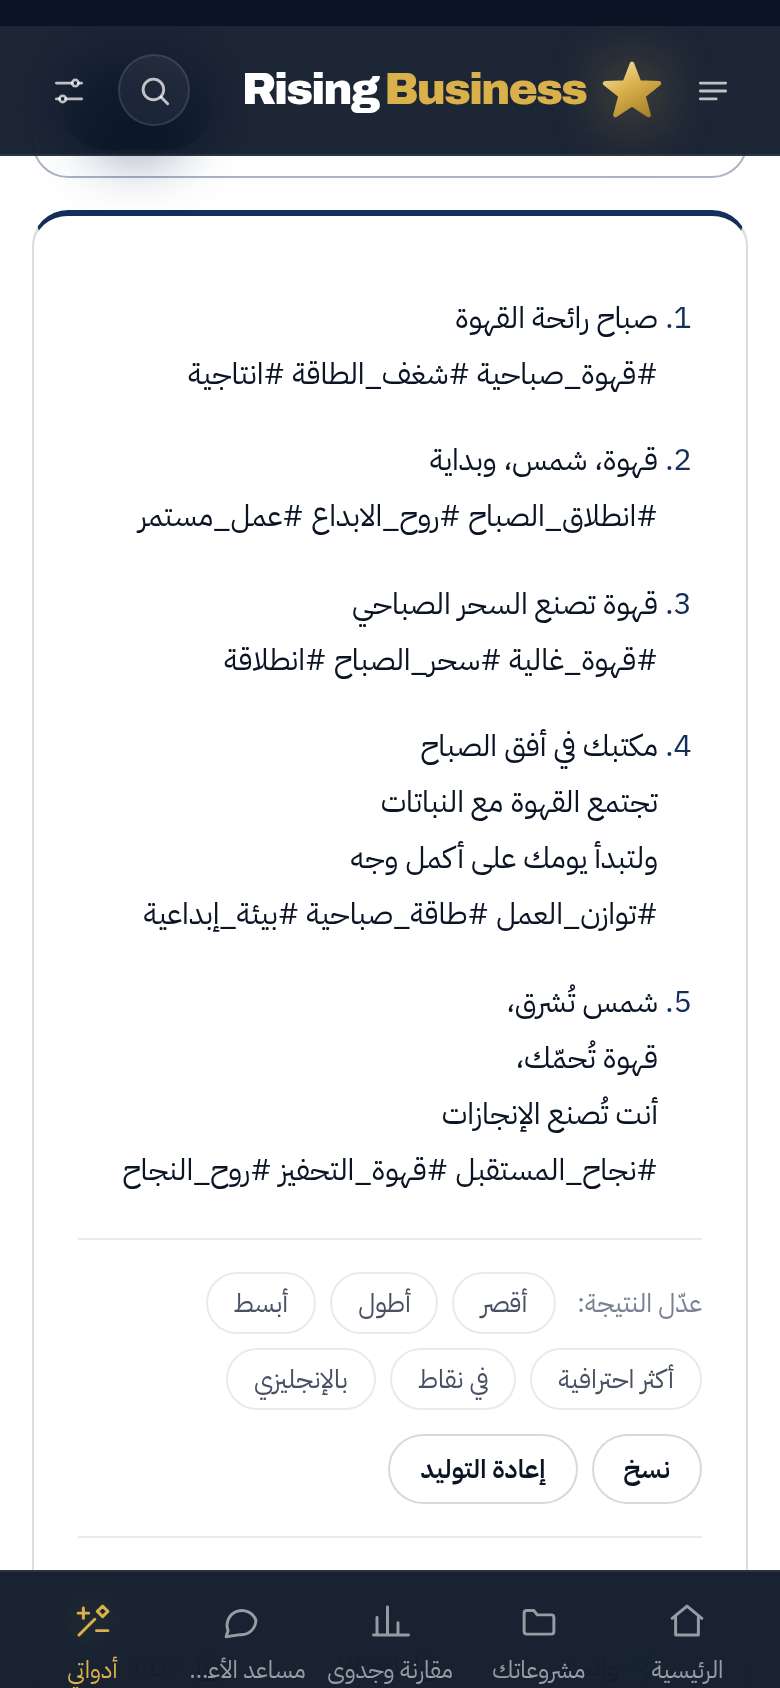 Rising Business
1. صباح رائحة القهوة
#قهوة_صباحية #شغف_الطاقة #انتاجية
2. قهوة، شمس، وبداية
#انطلاق_الصباح #روح_الابداع #عمل_مستمر
3. قهوة تصنع السحر الصباحي
#قهوة_غالية #سحر_الصباح #انطلاقة
4. مكتبك في أفق الصباح
تجتمع القهوة مع النباتات
ولتبدأ يومك على أكمل وجه
#توازن_العمل #طاقة_صباحية #بيئة_إبداعية
5. شمس تُشرق،
قهوة تُحمّك،
أنت تُصنع الإنجازات
#نجاح_المستقبل #قهوة_التحفيز #روح_النجاح
عدّل النتيجة: أقصر أطول أبسط
أكثر احترافية في نقاط بالإنجليزي
نسخ إعادة التوليد
الرئيسية مشروعاتك مقارنة وجدوى مساعد الأعـ... أدواتي